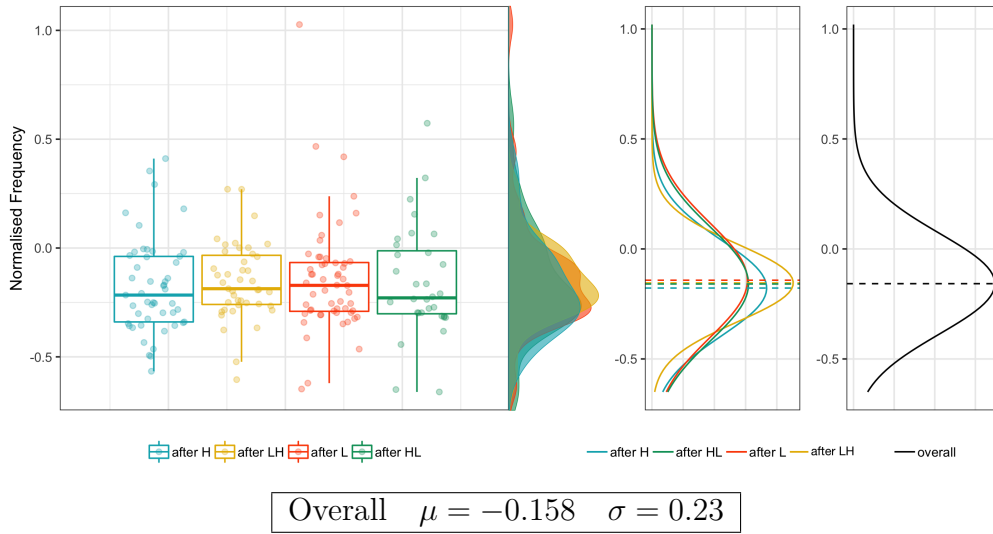 Normalised Frequency
1.0
0.5
0.0
-0.5
after H after LH after L after HL
1.0
0.5
0.0
-0.5
after H after HL after L after LH
1.0
0.5
0.0
-0.5
overall
Overall μ = −0.158 σ = 0.23